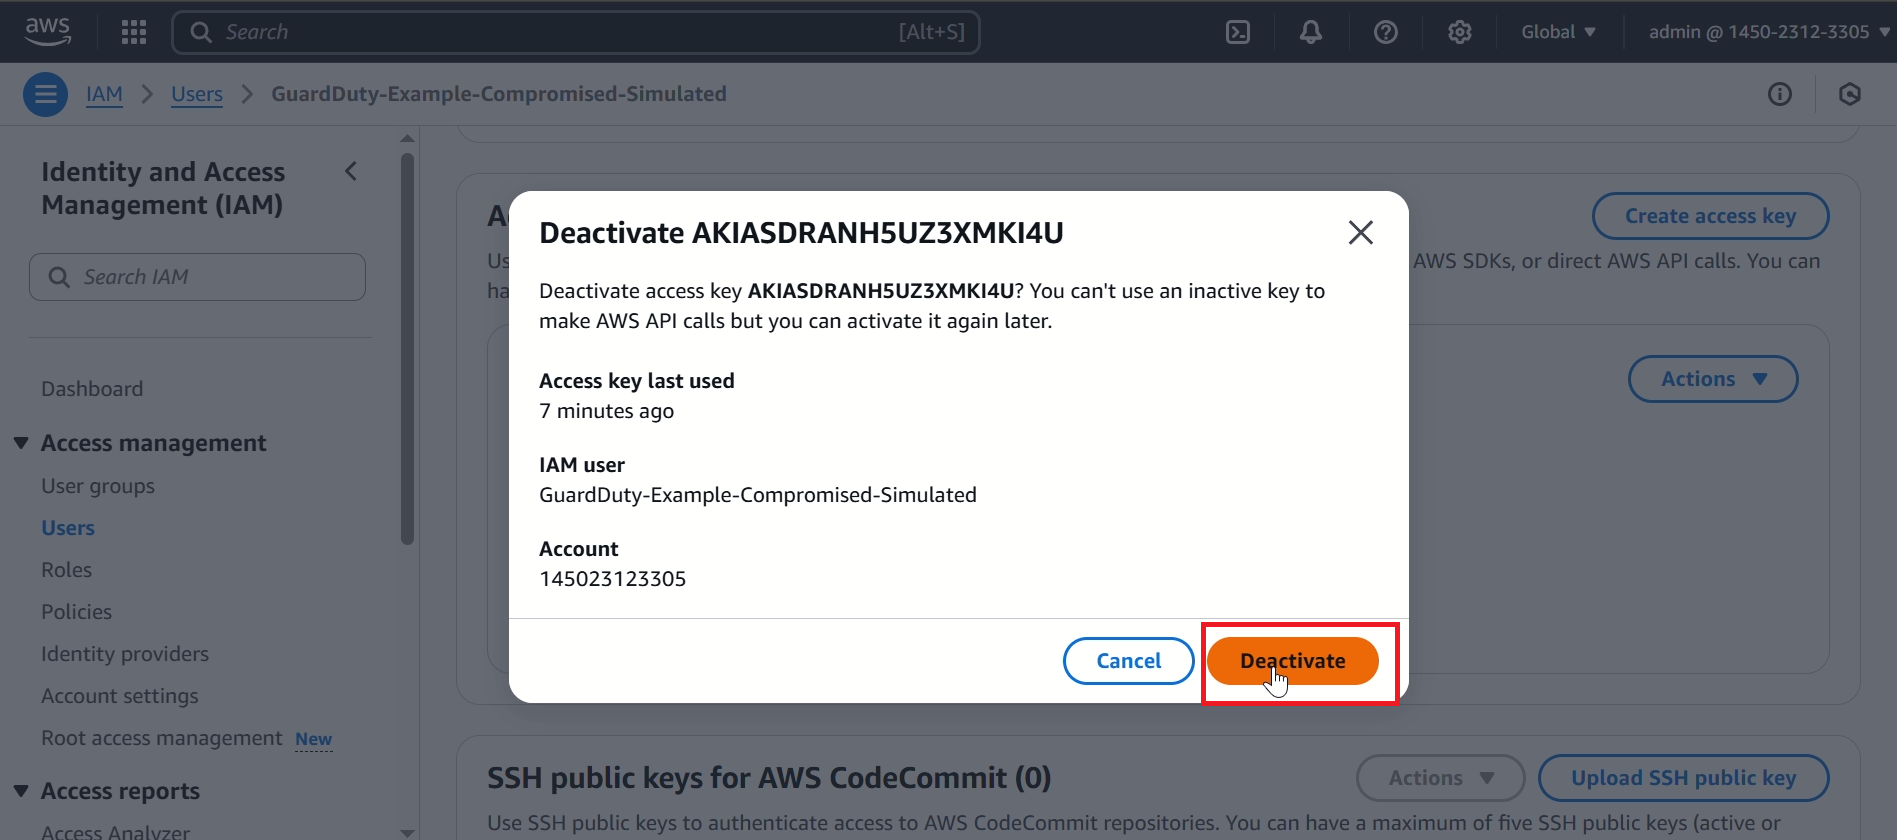 aws
Search [Alt+S]
Global
admin @ 1450-2312-3305
IAM
Users
GuardDuty-Example-Compromised-Simulated
Identity and Access
Management (IAM)
Search IAM
Dashboard
Access management
User groups
Users
Roles
Policies
Identity providers
Account settings
Root access management New
Access reports
Access Analyzer
Create access key
AWS SDKs, or direct AWS API calls. You can
Actions
Deactivate AKIASDRANH5UZ3XMKI4U
Deactivate access key AKIASDRANH5UZ3XMKI4U? You can't use an inactive key to
make AWS API calls but you can activate it again later.
Access key last used
7 minutes ago
IAM user
GuardDuty-Example-Compromised-Simulated
Account
145023123305
Cancel
Deactivate
SSH public keys for AWS CodeCommit (0)
Actions
Upload SSH public key
Use SSH public keys to authenticate access to AWS CodeCommit repositories. You can have a maximum of five SSH public keys (active or